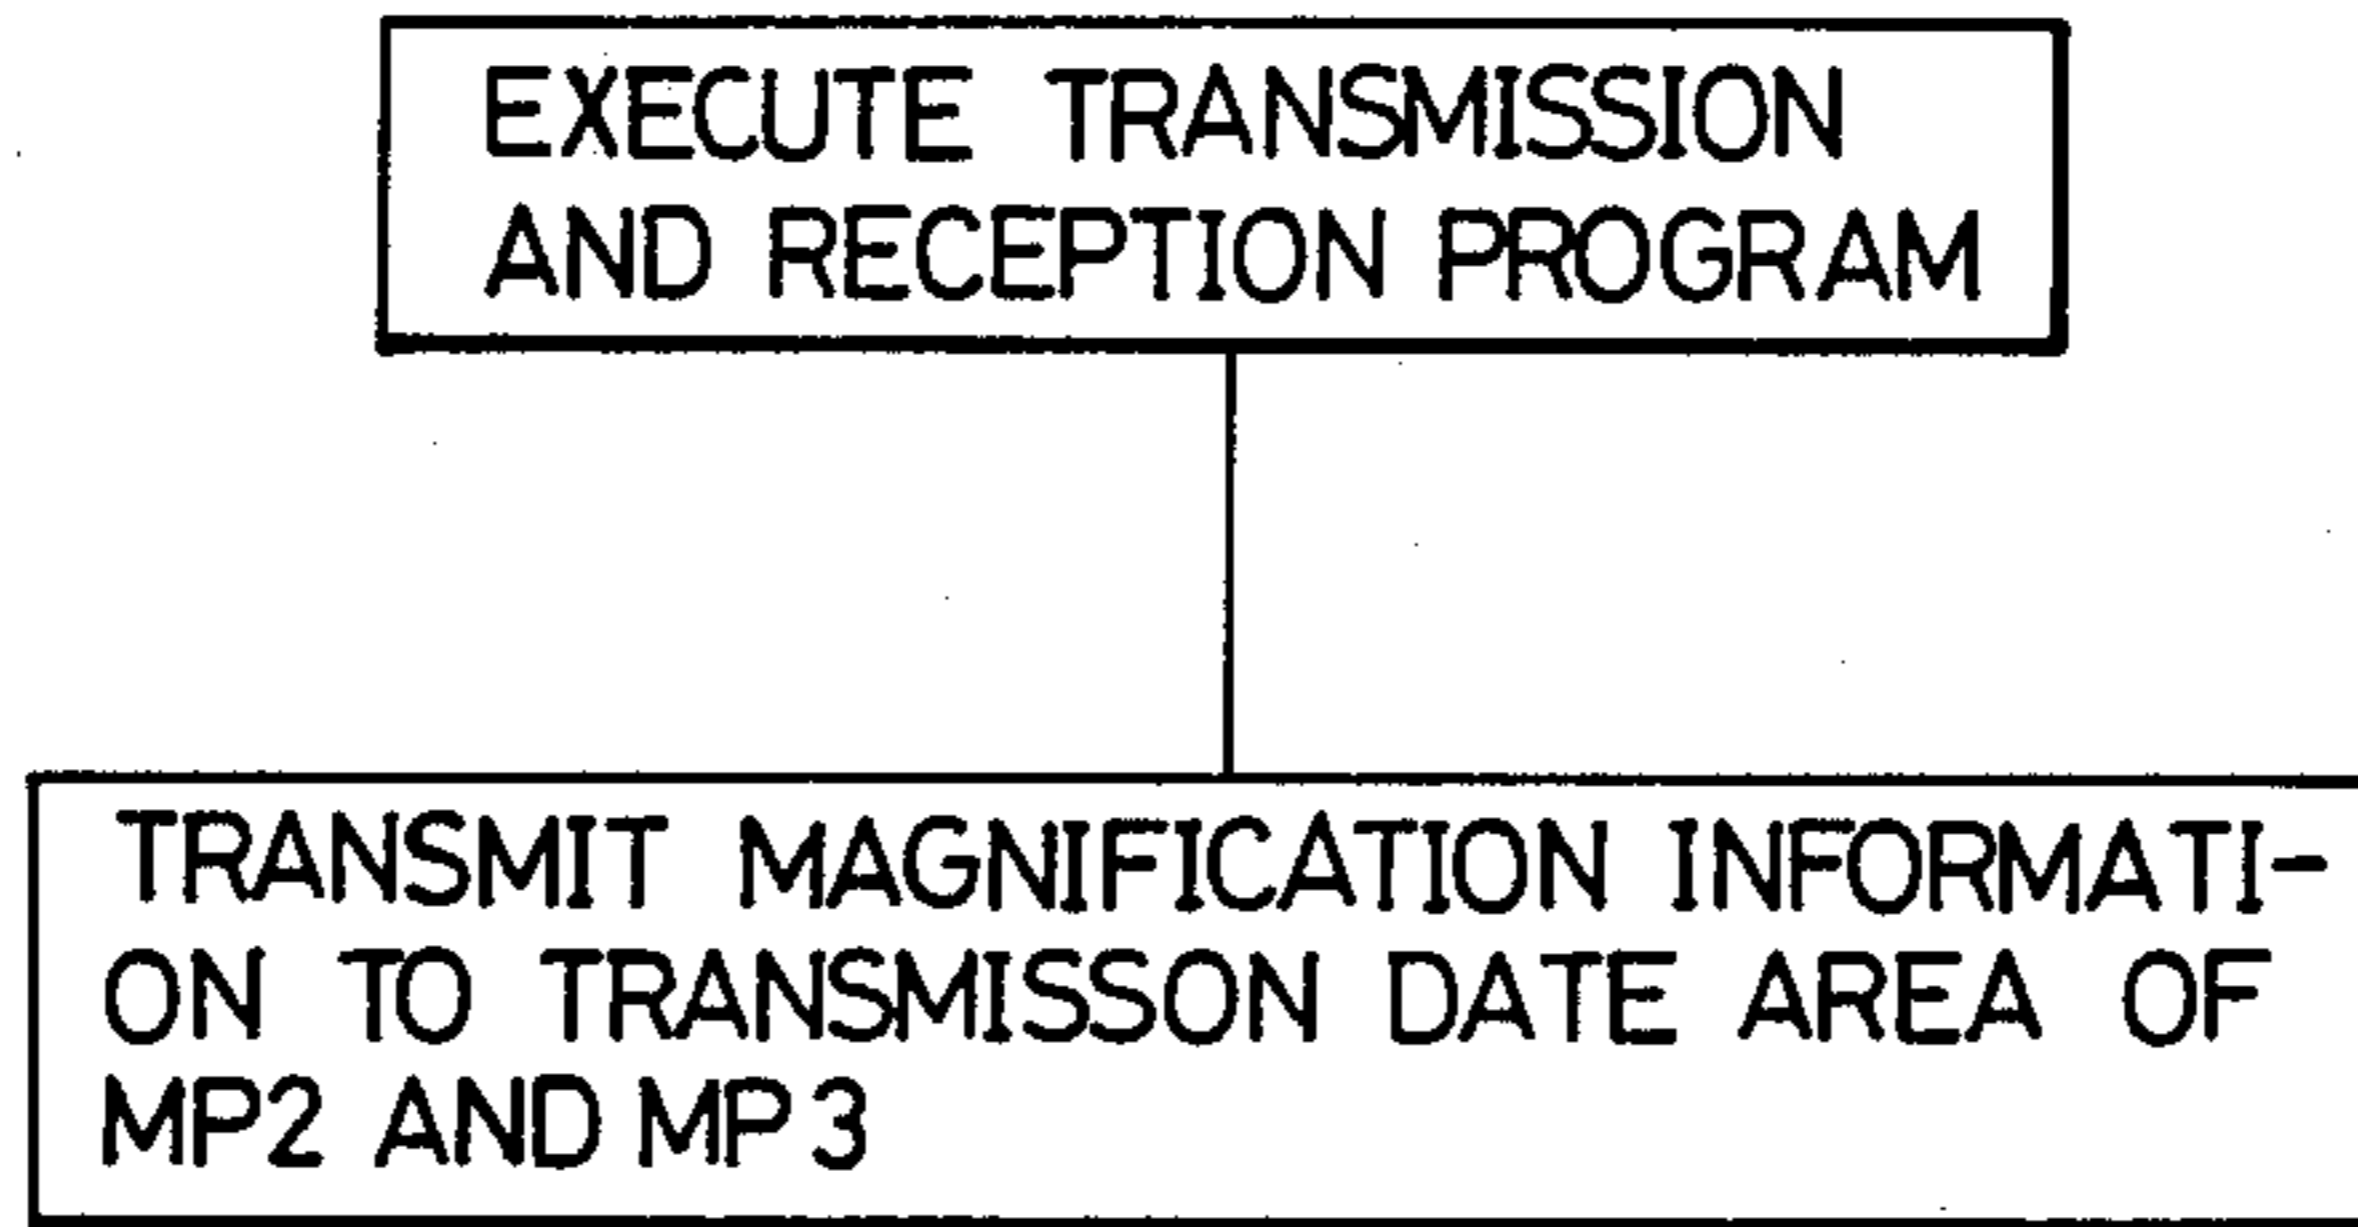 EXECUTE TRANSMISSION
AND RECEPTION PROGRAM
TRANSMIT MAGNIFICATION INFORMATI-
ON TO TRANSMISSON DATE AREA OF
MP2 AND MP3